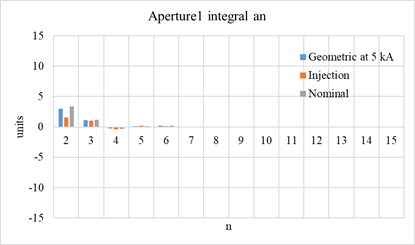 Aperture1 integral an
15
10
5
0
-5
-10
-15
units
2 3 4 5 6 7 8 9 10 11 12 13 14 15
n
Geometric at 5 kA
Injection
Nominal